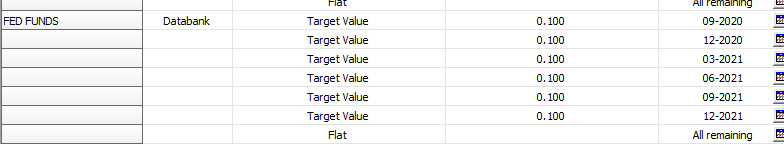 Flat All remaining
FED FUNDS Databank Target Value 0.100 09-2020
Target Value 0.100 12-2020
Target Value 0.100 03-2021
Target Value 0.100 06-2021
Target Value 0.100 09-2021
Target Value 0.100 12-2021
Flat All remaining